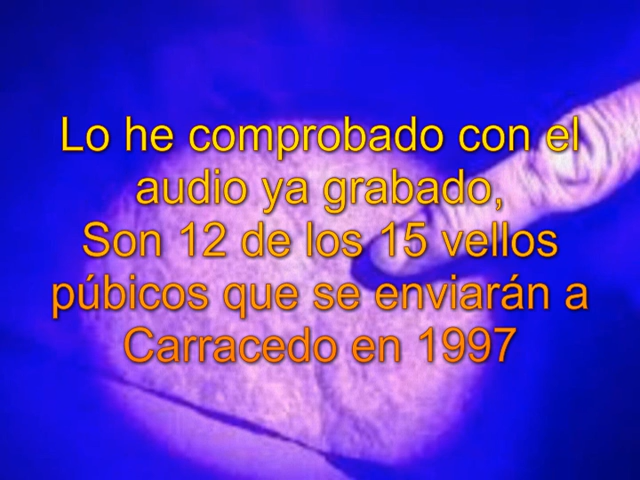 Lo he comprobado con el
audio ya grabado,
Son 12 de los 15 vellos
púbicos que se enviarán a
Carracedo en 1997